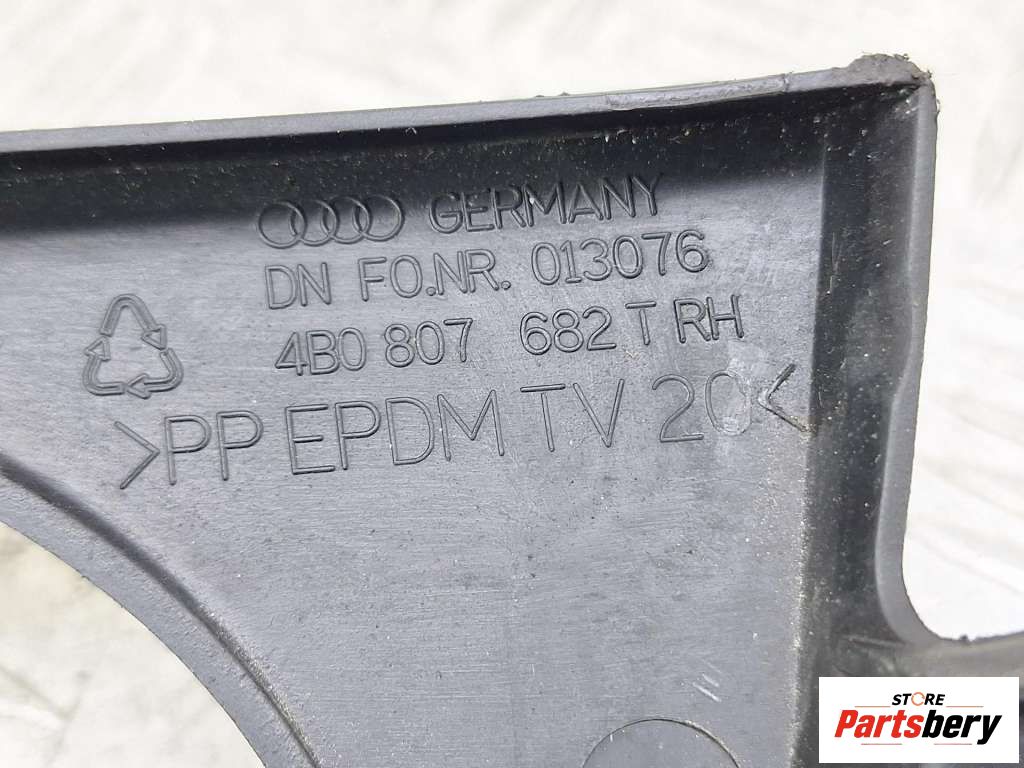 GERMANY
DN FO.NR. 013076
4B0 807 682 T RH
>PP EPDM TV 20<
STORE
Partsbery